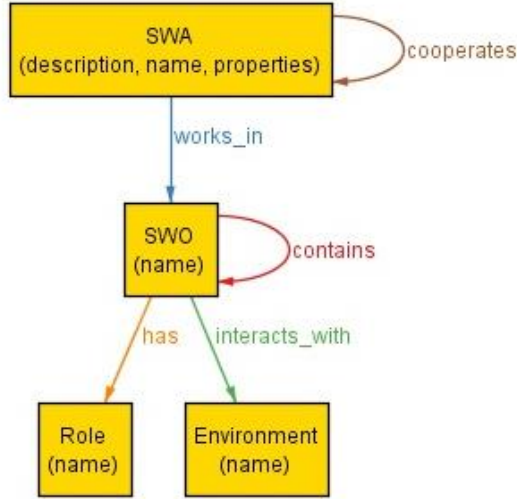 SWA
(description, name, properties)
cooperates
works_in
SWO
(name)
contains
has
interacts_with
Role
(name)
Environment
(name)